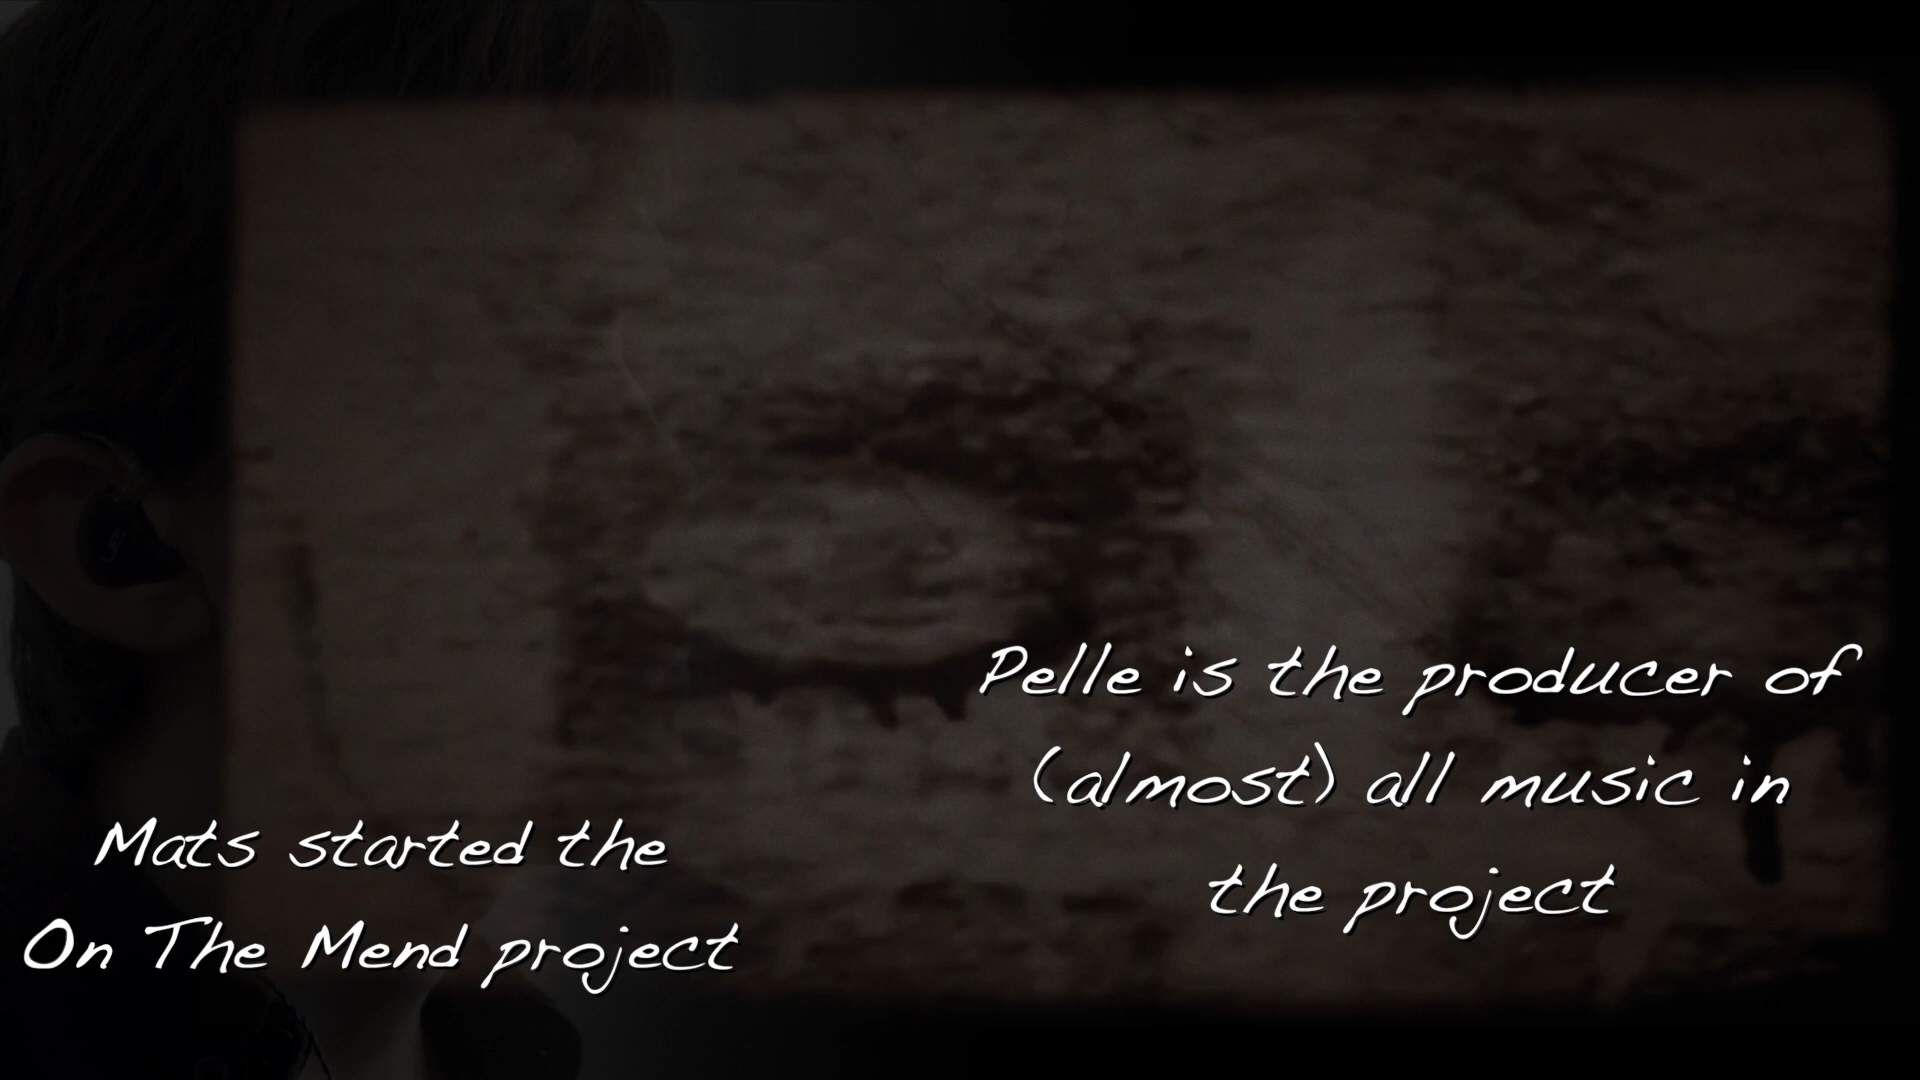 Mats started the
On The Mend project
Pelle is the producer of
(almost) all music in
the project